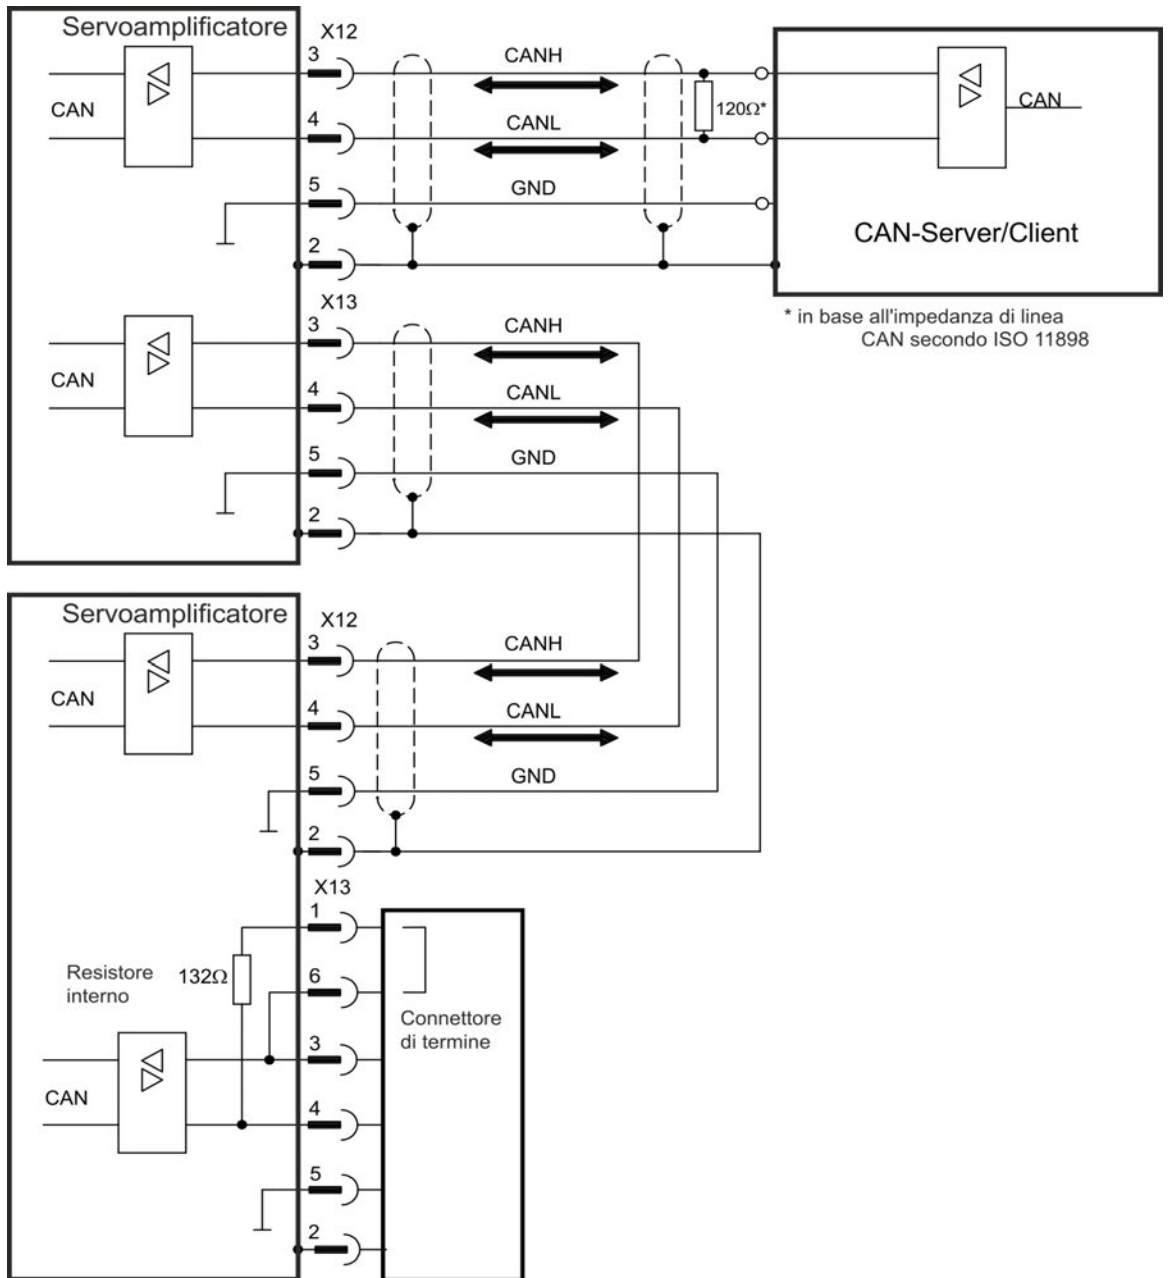 Servoamplificatore
X12
3
CANH
120Ω*
CAN
CAN
4
CANL
5
GND
CAN-Server/Client
2
* in base all'impedanza di linea
CAN secondo ISO 11898
X13
3
CANH
CAN
4
CANL
5
GND
2
Servoamplificatore
X12
3
CANH
CAN
4
CANL
5
GND
2
X13
1
Resistore
interno
132Ω
6
Connettore
di termine
3
CAN
4
5
2